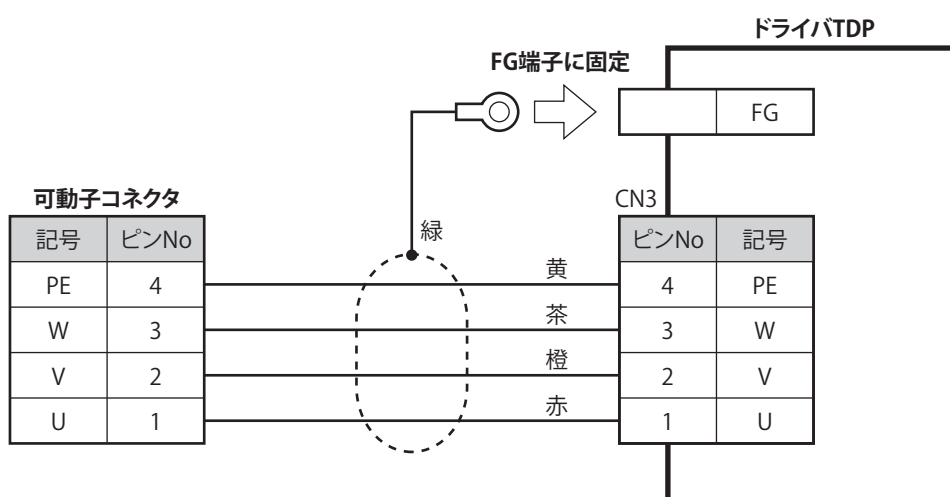 ドライバTDP
FG端子に固定
FG
可動子コネクタ
CN3
記号 ピンNo
緑
ピンNo 記号
PE 4
黄
4 PE
W 3
茶
3 W
V 2
橙
2 V
U 1
赤
1 U